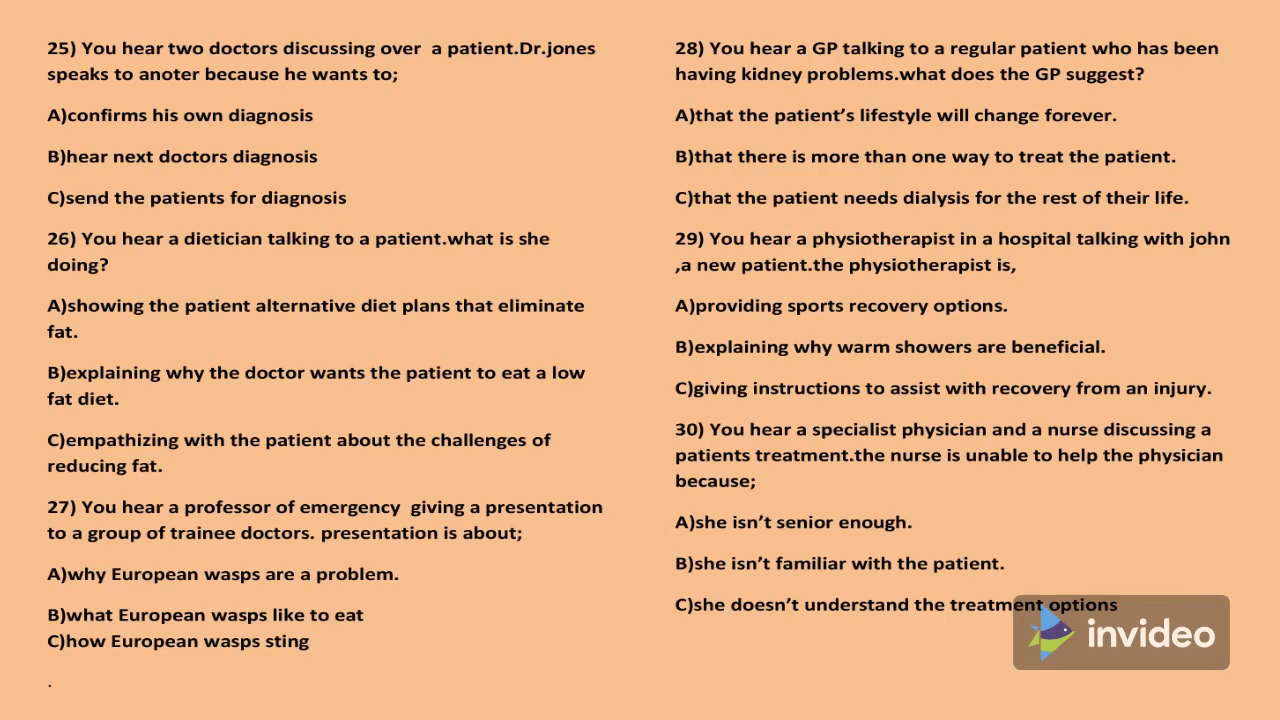 25) You hear two doctors discussing over  a patient.Dr.jones
speaks to anoter because he wants to;
A)confirms his own diagnosis
B)hear next doctors diagnosis
C)send the patients for diagnosis
26) You hear a dietician talking to a patient.what is she
doing?
A)showing the patient alternative diet plans that eliminate
fat.
B)explaining why the doctor wants the patient to eat a low
fat diet.
C)empathizing with the patient about the challenges of
reducing fat.
27) You hear a professor of emergency  giving a presentation
to a group of trainee doctors. presentation is about;
A)why European wasps are a problem.
B)what European wasps like to eat
C)how European wasps sting
.
28) You hear a GP talking to a regular patient who has been
having kidney problems.what does the GP suggest?
A)that the patient’s lifestyle will change forever.
B)that there is more than one way to treat the patient.
C)that the patient needs dialysis for the rest of their life.
29) You hear a physiotherapist in a hospital talking with john
,a new patient.the physiotherapist is,
A)providing sports recovery options.
B)explaining why warm showers are beneficial.
C)giving instructions to assist with recovery from an injury.
30) You hear a specialist physician and a nurse discussing a
patients treatment.the nurse is unable to help the physician
because;
A)she isn’t senior enough.
B)she isn’t familiar with the patient.
C)she doesn’t understand the treatment options
invideo